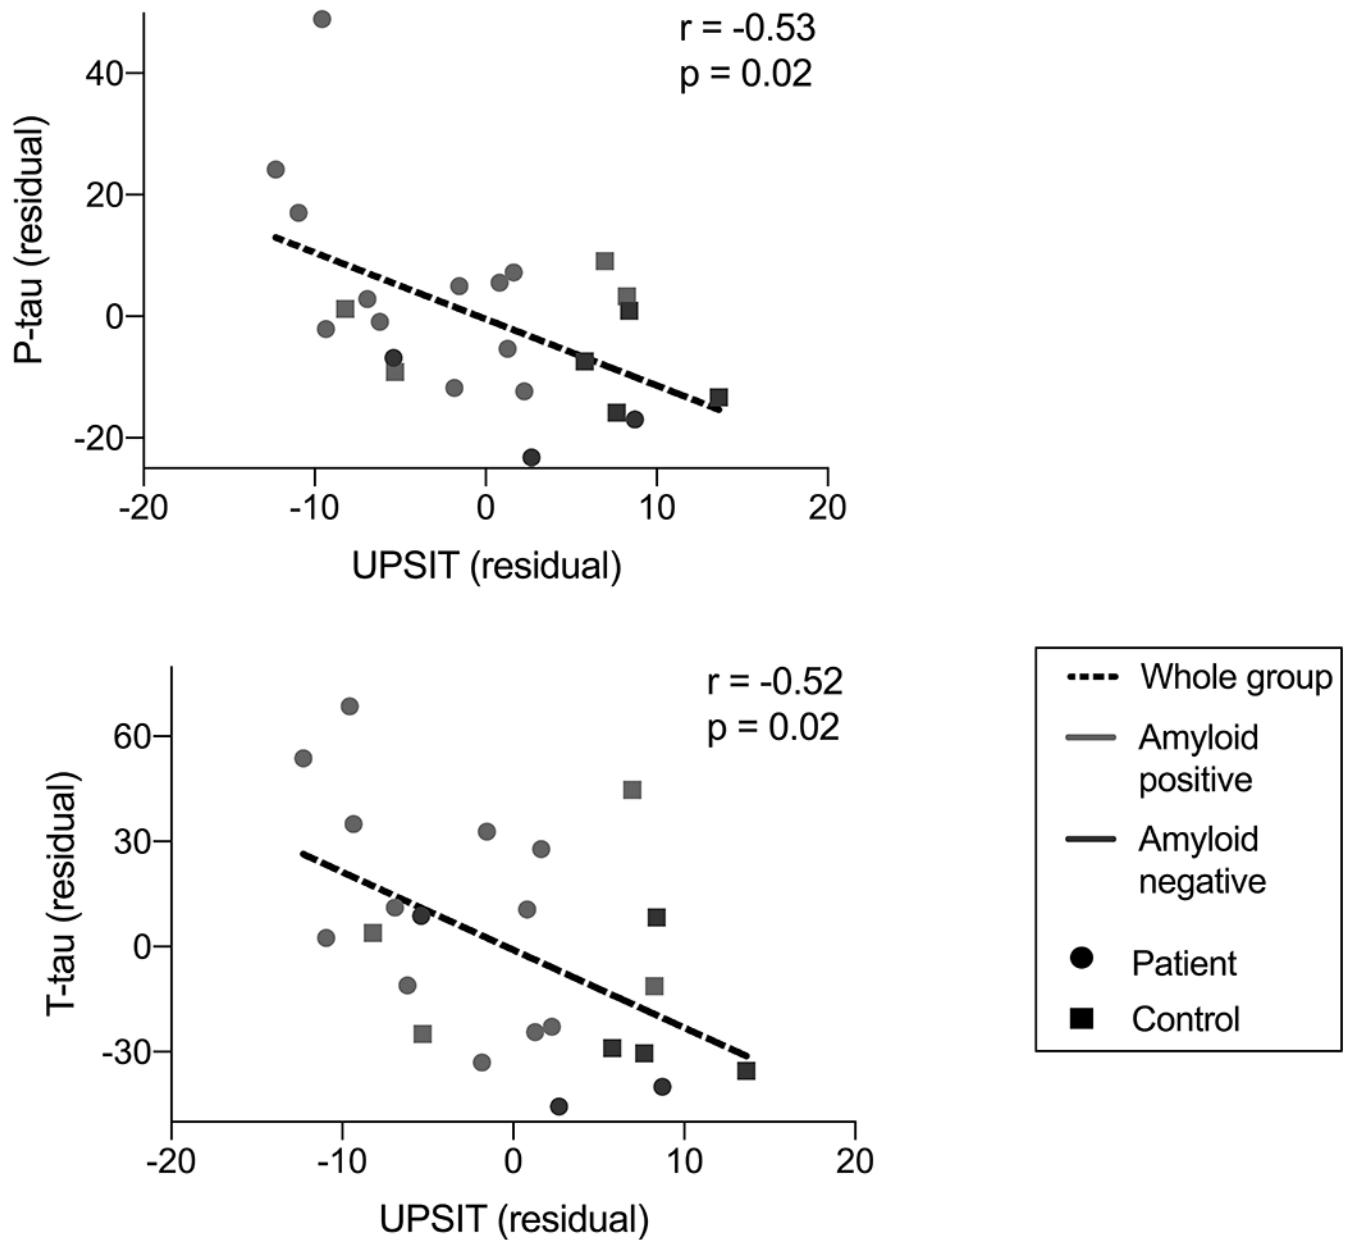 r = -0.53
p = 0.02
40
20
0
-20
P-tau (residual)
-20 -10 0 10 20
UPSIT (residual)
r = -0.52
p = 0.02
60
30
0
-30
T-tau (residual)
-20 -10 0 10 20
UPSIT (residual)
Whole group
Amyloid
positive
Amyloid
negative
Patient
Control